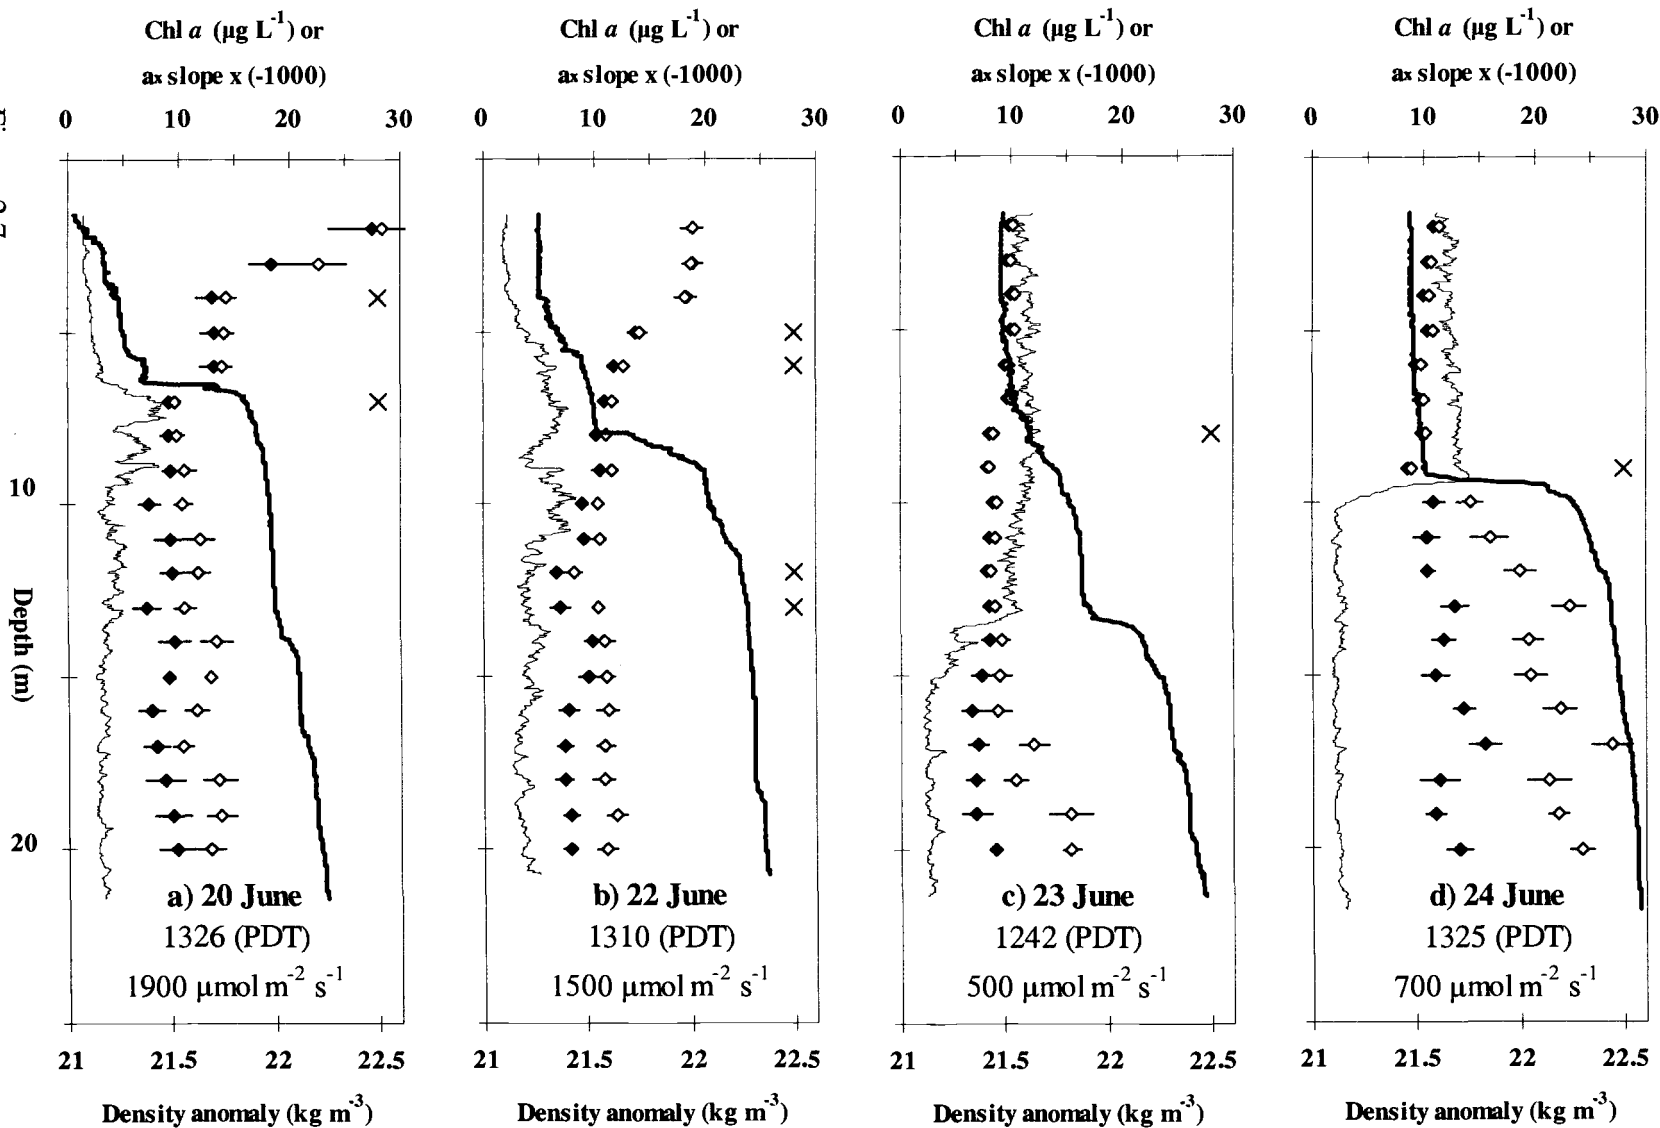 Chl a (µg L⁻¹) or
aₓ slope x (-1000)
0 10 20 30
Chl a (µg L⁻¹) or
aₓ slope x (-1000)
0 10 20 30
Chl a (µg L⁻¹) or
aₓ slope x (-1000)
0 10 20 30
Chl a (µg L⁻¹) or
aₓ slope x (-1000)
0 10 20 30
10
Depth (m)
20
a) 20 June
1326 (PDT)
1900 µmol m⁻² s⁻¹
b) 22 June
1310 (PDT)
1500 µmol m⁻² s⁻¹
c) 23 June
1242 (PDT)
500 µmol m⁻² s⁻¹
d) 24 June
1325 (PDT)
700 µmol m⁻² s⁻¹
21 21.5 22 22.5
Density anomaly (kg m⁻³)
21 21.5 22 22.5
Density anomaly (kg m⁻³)
21 21.5 22 22.5
Density anomaly (kg m⁻³)
21 21.5 22 22.5
Density anomaly (kg m⁻³)